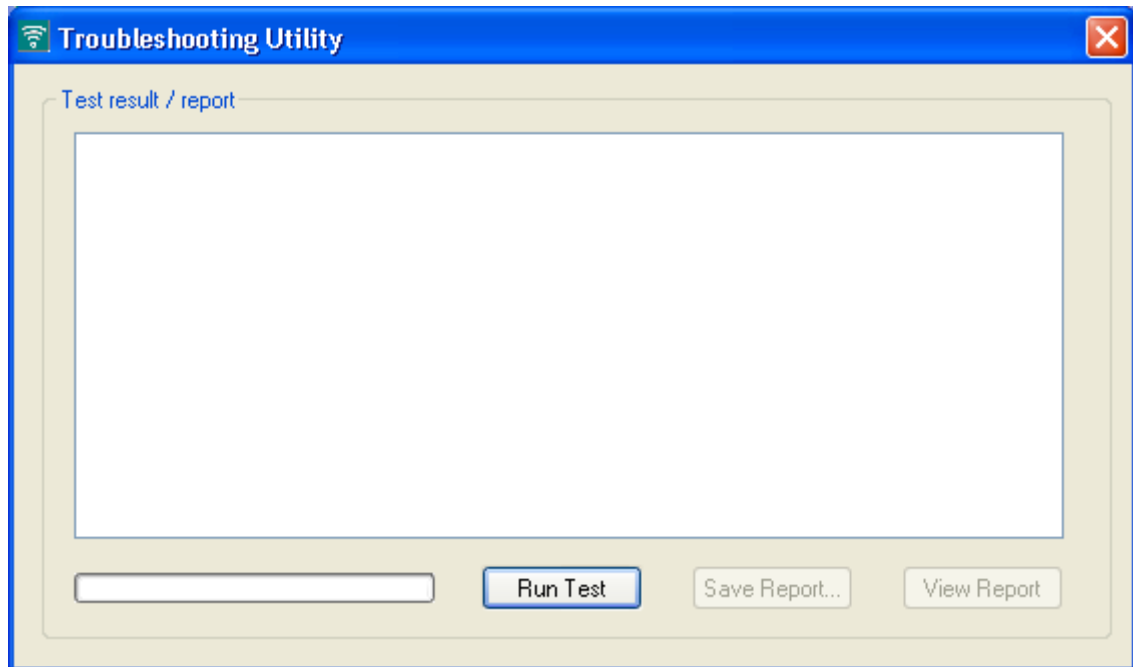 Troubleshooting Utility
Test result / report
Run Test
Save Report...
View Report